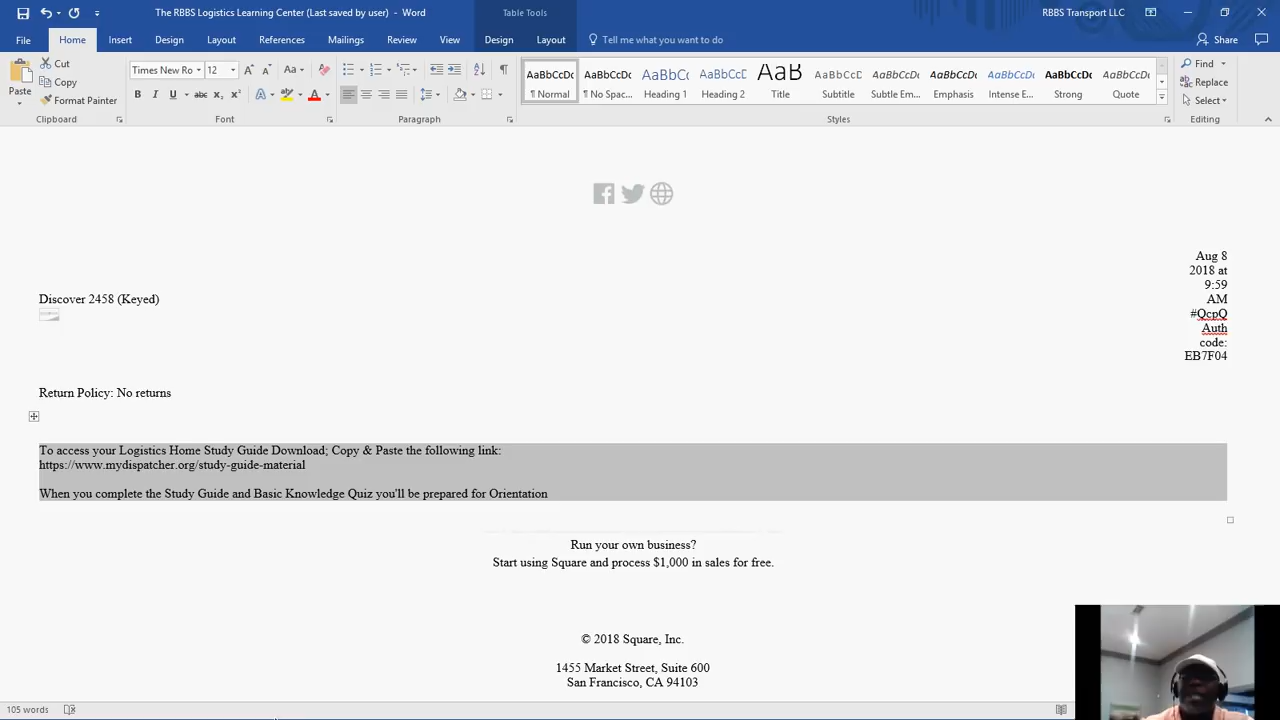 The RBBS Logistics Learning Center (Last saved by user) - Word
Table Tools
RBBS Transport LLC
File Home Insert Design Layout References Mailings Review View Design Layout Tell me what you want to do Share
Paste
Cut
Copy
Format Painter
Clipboard
Times New Ro 12
Font
Paragraph
AaBbCcDc AaBbCcDc AaBbCc AaBbCcD AaB AaBbCcD AaBbCcDc AaBbCcDc AaBbCcDc AaBbCcDc AaBbCcDc
¶ Normal ¶ No Spac... Heading 1 Heading 2 Title Subtitle Subtle Em... Emphasis Intense E... Strong Quote
Styles
Find
Replace
Select
Editing
Aug 8
2018 at
9:59
AM
#QcpQ
Auth
code:
EB7F04
Discover 2458 (Keyed)
Return Policy: No returns
To access your Logistics Home Study Guide Download; Copy & Paste the following link:
https://www.mydispatcher.org/study-guide-material
When you complete the Study Guide and Basic Knowledge Quiz you'll be prepared for Orientation
Run your own business?
Start using Square and process $1,000 in sales for free.
© 2018 Square, Inc.
1455 Market Street, Suite 600
San Francisco, CA 94103
105 words